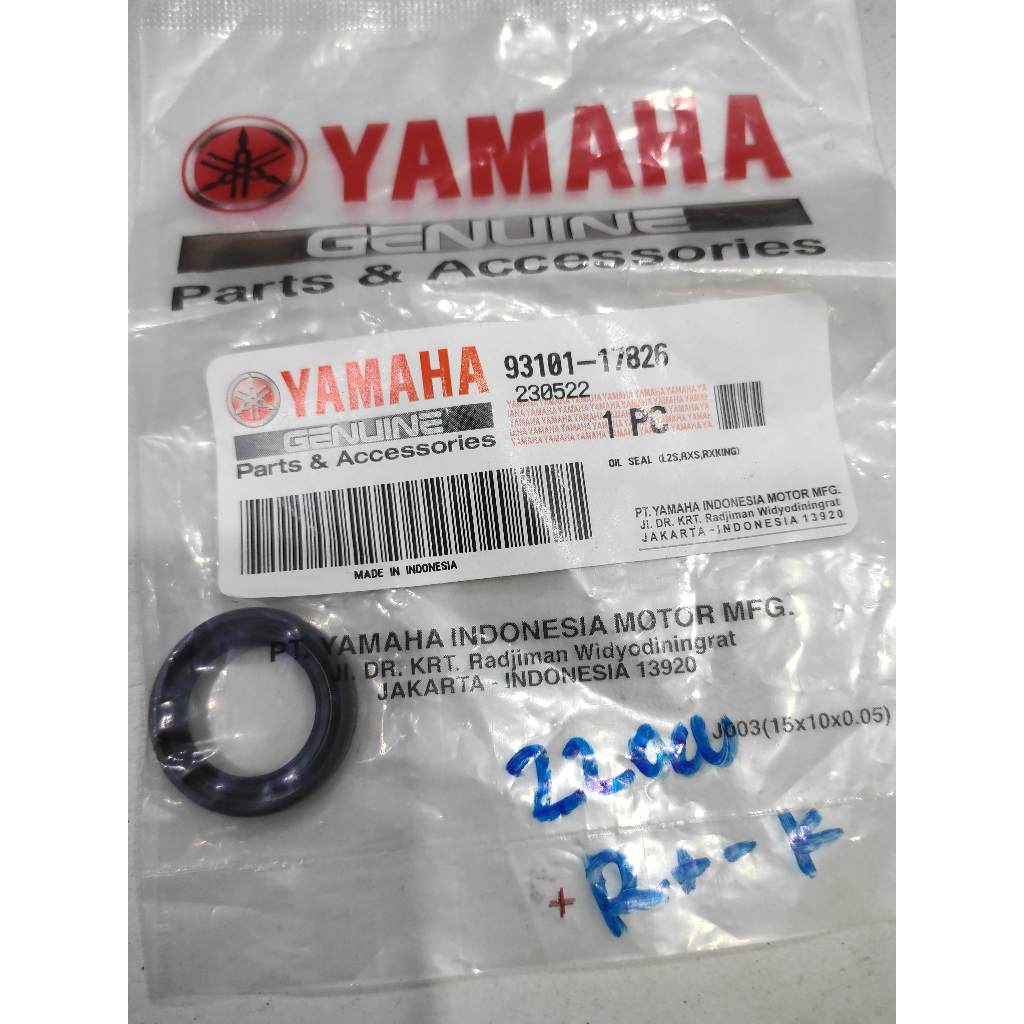 YAMAHA
GENUINE
Parts & Accessories
YAMAHA
GENUINE
Parts & Accessories
93101-17826
230522
1 PC
OIL SEAL (L2S,RXS,RXKING)
PT. YAMAHA INDONESIA MOTOR MFG.
Jl. DR. KRT. Radjiman Widyodiningrat
JAKARTA - INDONESIA 13920
MADE IN INDONESIA
PT. YAMAHA INDONESIA MOTOR MFG.
Jl. DR. KRT. Radjiman Widyodiningrat
JAKARTA - INDONESIA 13920
J003(15x10x0.05)
R+-K